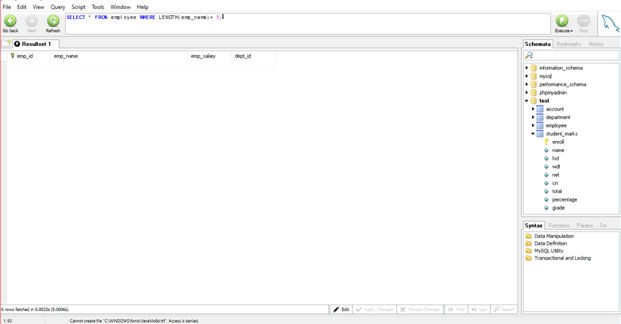 File Edit View Query Script Tools Window Help
Go back Next Refresh
SELECT * FROM employee WHERE LENGTH(emp_name)= 5;
Execute Stop
Resultset 1
emp_id emp_name emp_salary dept_id
Schemata Bookmarks History
information_schema
mysql
performance_schema
phpmyadmin
test
account
department
employee
student_marks
enroll
name
hid
wdt
net
cn
total
percentage
grade
Syntax Functions Params Trx
Data Manipulation
Data Definition
MySQL Utility
Transactional and Locking
0 rows fetched in 0.0025s (0.0006s)
Edit Apply Changes Discard Changes First Last Search
1: 50
Cannot create file "C:\WINDOWS\fonts\VeraMoBd.ttf". Access is denied.